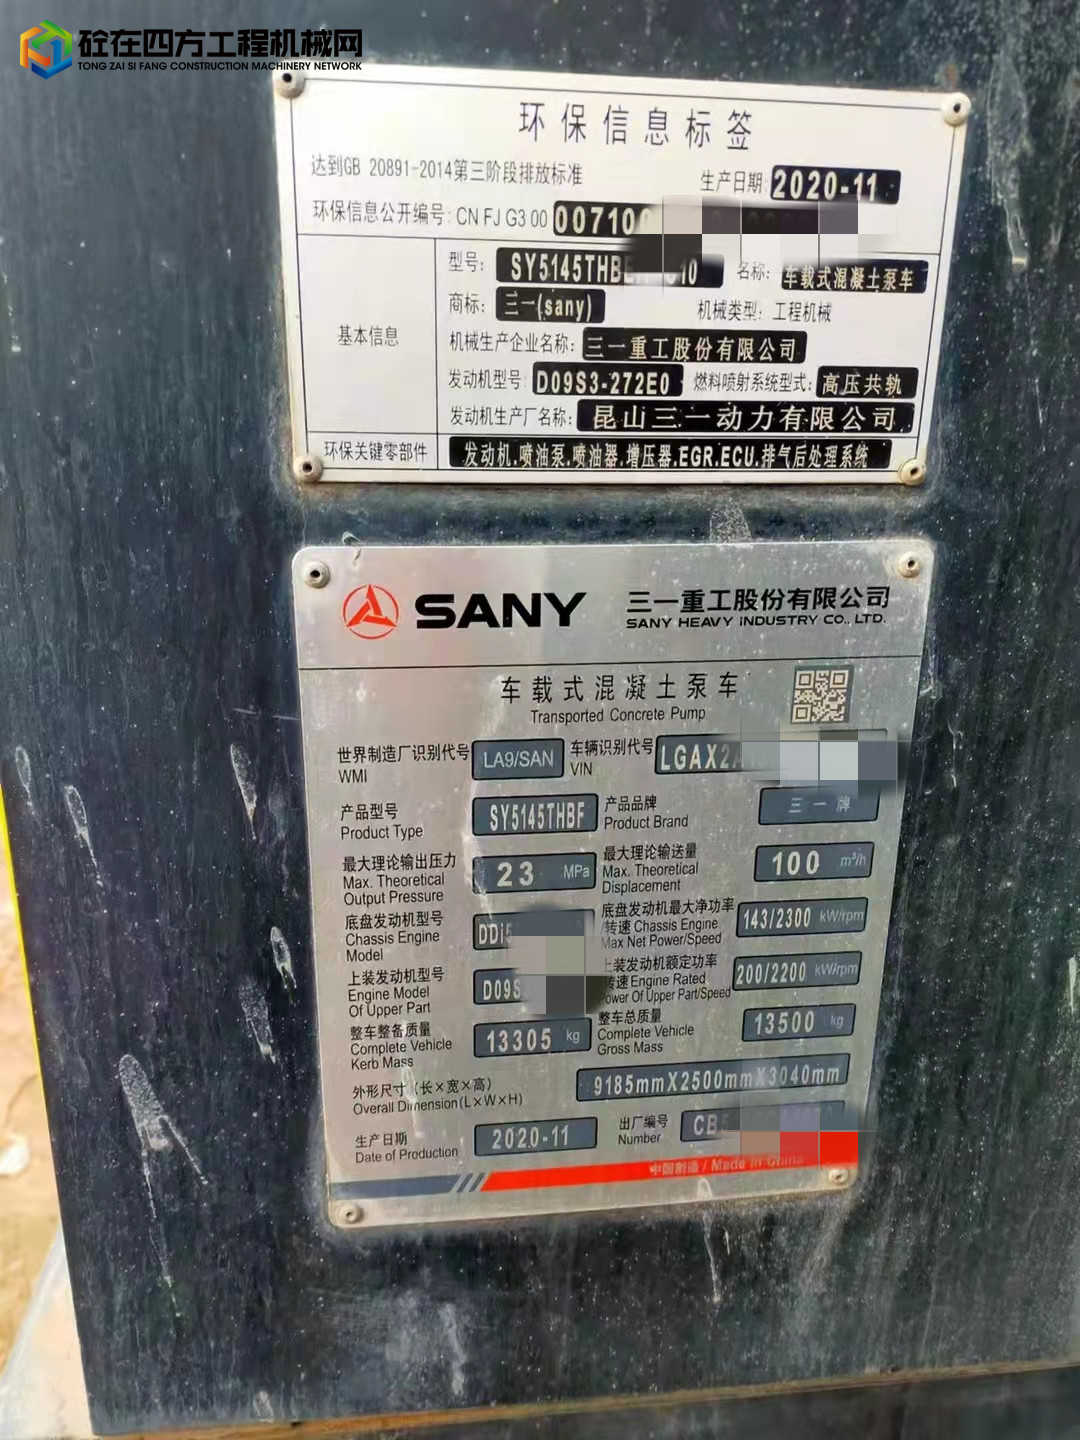 砼在四方工程机械网
TONG ZAI SI FANG CONSTRUCTION MACHINERY NETWORK
环保信息标签
达到GB 20891-2014第三阶段排放标准 生产日期: 2020-11
环保信息公开编号: CN FJ G3 00 00710
基本信息
型号: SY5145THB 名称: 车载式混凝土泵车
商标: 三一(sany) 机械类型: 工程机械
机械生产企业名称: 三一重工股份有限公司
发动机型号: D09S3-272E0 燃料喷射系统型式: 高压共轨
发动机生产厂名称: 昆山三一动力有限公司
环保关键零部件 发动机.喷油泵.喷油器.增压器.EGR.ECU.排气后处理系统
SANY 三一重工股份有限公司
SANY HEAVY INDUSTRY CO., LTD.
车载式混凝土泵车
Transported Concrete Pump
世界制造厂识别代号 LA9/SAN 车辆识别代号 LGAX2
WMI VIN
产品型号 SY5145THBF 产品品牌 三一牌
Product Type Product Brand
最大理论输出压力 23 MPa 最大理论输送量 100 m³/h
Max. Theoretical Max. Theoretical
Output Pressure Displacement
底盘发动机型号 DDi 底盘发动机最大净功率 143/2300 kW/rpm
Chassis Engine /转速 Chassis Engine
Model Max Net Power/Speed
上装发动机型号 D09S 上装发动机额定功率 200/2200 kW/rpm
Engine Model 转速 Engine Rated
Of Upper Part Power Of Upper Part/Speed
整车整备质量 13305 kg 整车总质量 13500 kg
Complete Vehicle Complete Vehicle
Kerb Mass Gross Mass
外形尺寸（长×宽×高） 9185mmX2500mmX3040mm
Overall Dimension(L×W×H)
生产日期 2020-11 出厂编号 CB
Date of Production Number
中国制造 / Made in China